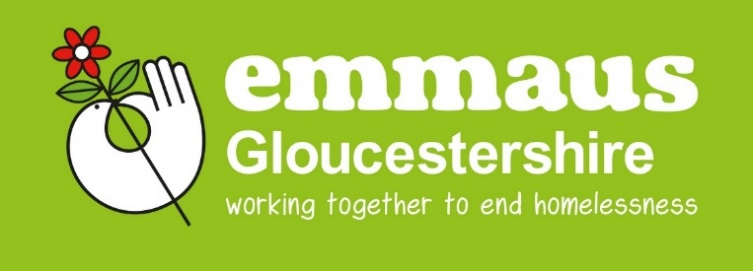 emmaus
Gloucestershire
working together to end homelessness